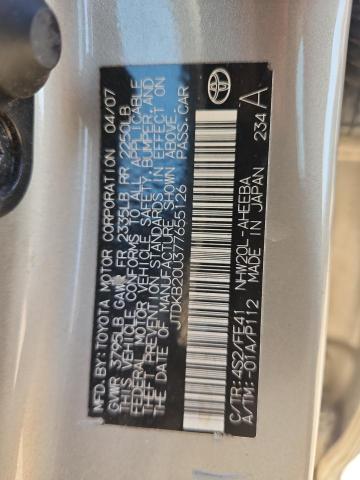 MFD.BY: TOYOTA MOTOR CORPORATION 04/07
GVWR 3795LB GAWR FR 2335LB RR 2250LB
THIS VEHICLE CONFORMS TO ALL APPLICABLE
FEDERAL MOTOR VEHICLE SAFETY, BUMPER, AND
THEFT PREVENTION STANDARDS IN EFFECT ON THE
DATE OF MANUFACTURE SHOWN ABOVE.
JTDKB20U377655126 PASS.CAR
C/TR: 4S2/FE41 NHW20L-AHEEBA
A/TM: -01A/P112 MADE IN JAPAN 234 A